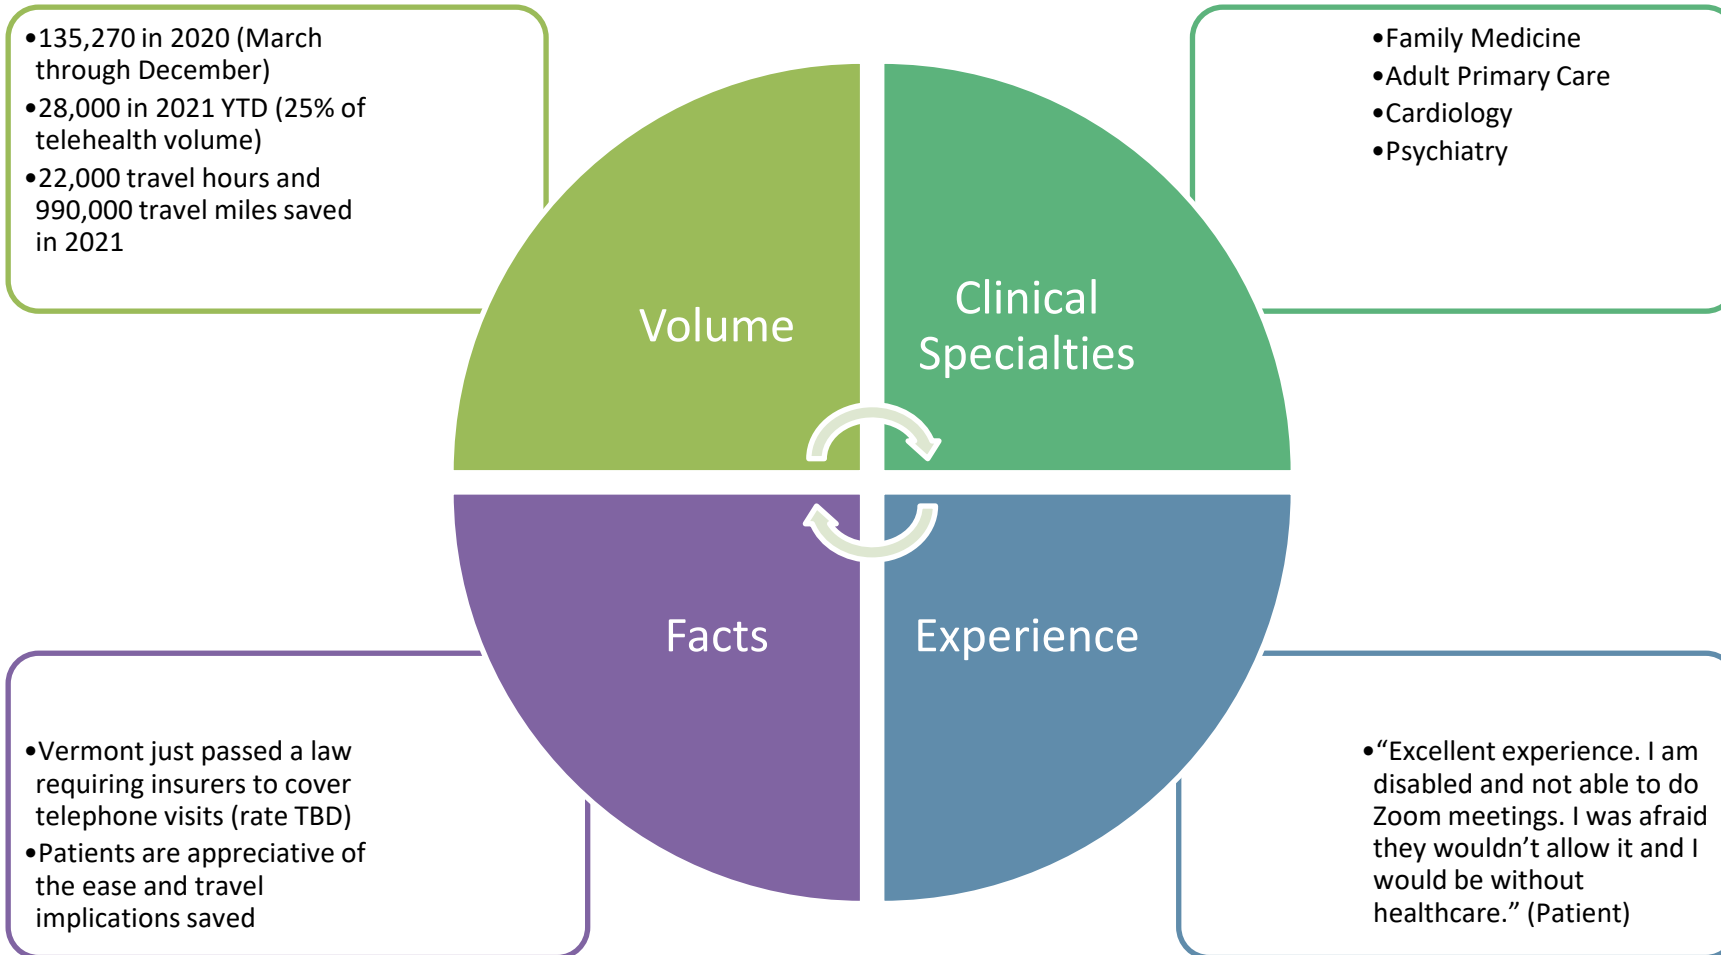 •135,270 in 2020 (March
through December)
•28,000 in 2021 YTD (25% of
telehealth volume)
•22,000 travel hours and
990,000 travel miles saved
in 2021
•Family Medicine
•Adult Primary Care
•Cardiology
•Psychiatry
Volume
Clinical
Specialties
Facts
Experience
•Vermont just passed a law
requiring insurers to cover
telephone visits (rate TBD)
•Patients are appreciative of
the ease and travel
implications saved
•“Excellent experience. I am
disabled and not able to do
Zoom meetings. I was afraid
they wouldn’t allow it and I
would be without
healthcare.” (Patient)